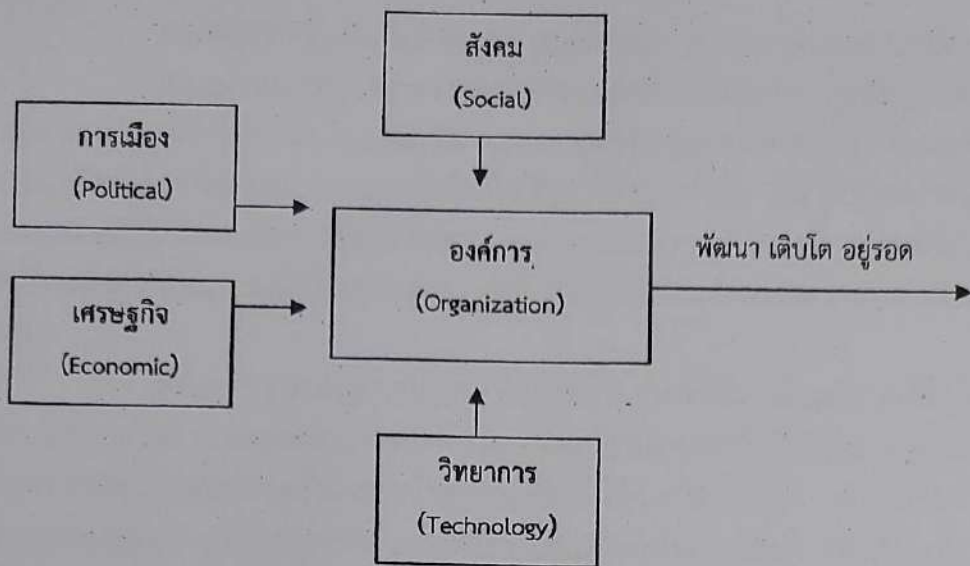 สังคม
(Social)
การเมือง
(Political)
องค์การ
(Organization)
พัฒนา เติบโต อยู่รอด
เศรษฐกิจ
(Economic)
วิทยาการ
(Technology)